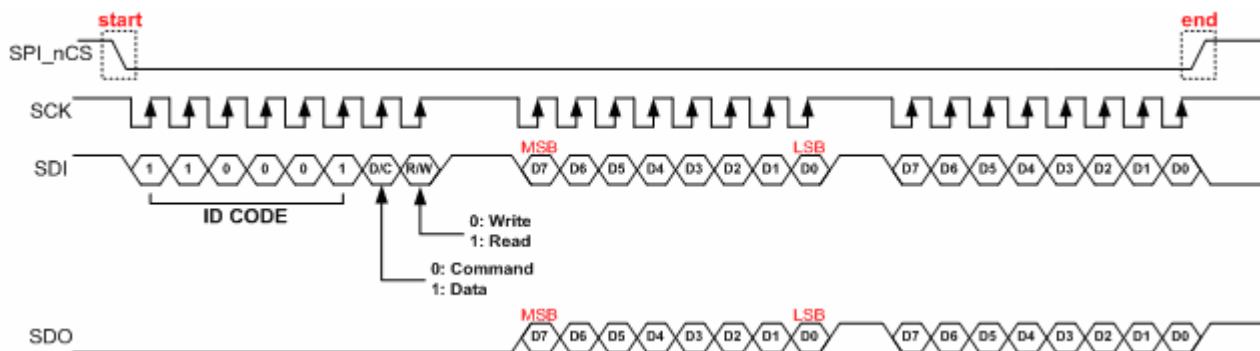 start
end
SPI_nCS
SCK
MSB
LSB
SDI
1 1 0 0 0 1 D/C R/W D7 D6 D5 D4 D3 D2 D1 D0 D7 D6 D5 D4 D3 D2 D1 D0
ID CODE
0: Write
1: Read
0: Command
1: Data
MSB
LSB
SDO
D7 D6 D5 D4 D3 D2 D1 D0 D7 D6 D5 D4 D3 D2 D1 D0